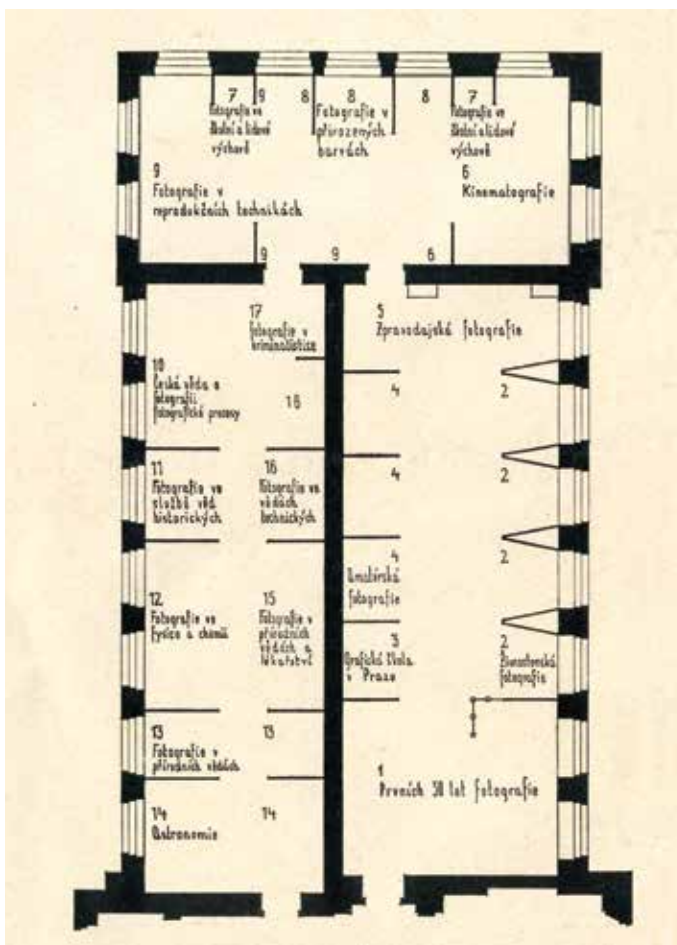 7 9 8 8 8 7
Fotografie ve
školní a lidové
výchově
Fotografie v
přirozených
barvách
Fotografie ve
školní a lidové
výchově
9
Fotografie v
reprodukčních technikách
6
Kinematografie
9 9 6
17
Fotografie v
kriminalistice
5
Zpravodajská fotografie
10
Česká věda o
fotografii
fotografické procesy
16
4 2
11
Fotografie ve
službě věd
historických
16
Fotografie ve
vědách
technických
4 2
4
Amatérská
fotografie
2
12
Fotografie ve
fysice a chemii
15
Fotografie v
přírodních
vědách a
lékařství
3
Grafická škola
v Praze
2
Živnostenská
fotografie
13
Fotografie v
přírodních vědách
13
1
Prvních 50 let fotografie
14
Astronomie
14